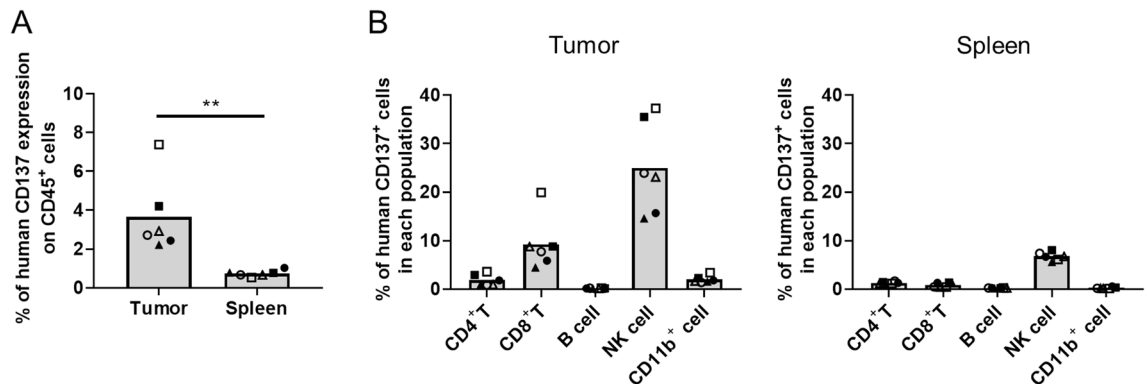 A
% of human CD137 expression
on CD45⁺ cells
10
8
6
4
2
0
**
Tumor
Spleen
B
Tumor
% of human CD137⁺ cells
in each population
40
30
20
10
0
CD4⁺T
CD8⁺T
B cell
NK cell
CD11b⁺ cell
Spleen
% of human CD137⁺ cells
in each population
40
30
20
10
0
CD4⁺T
CD8⁺T
B cell
NK cell
CD11b⁺ cell